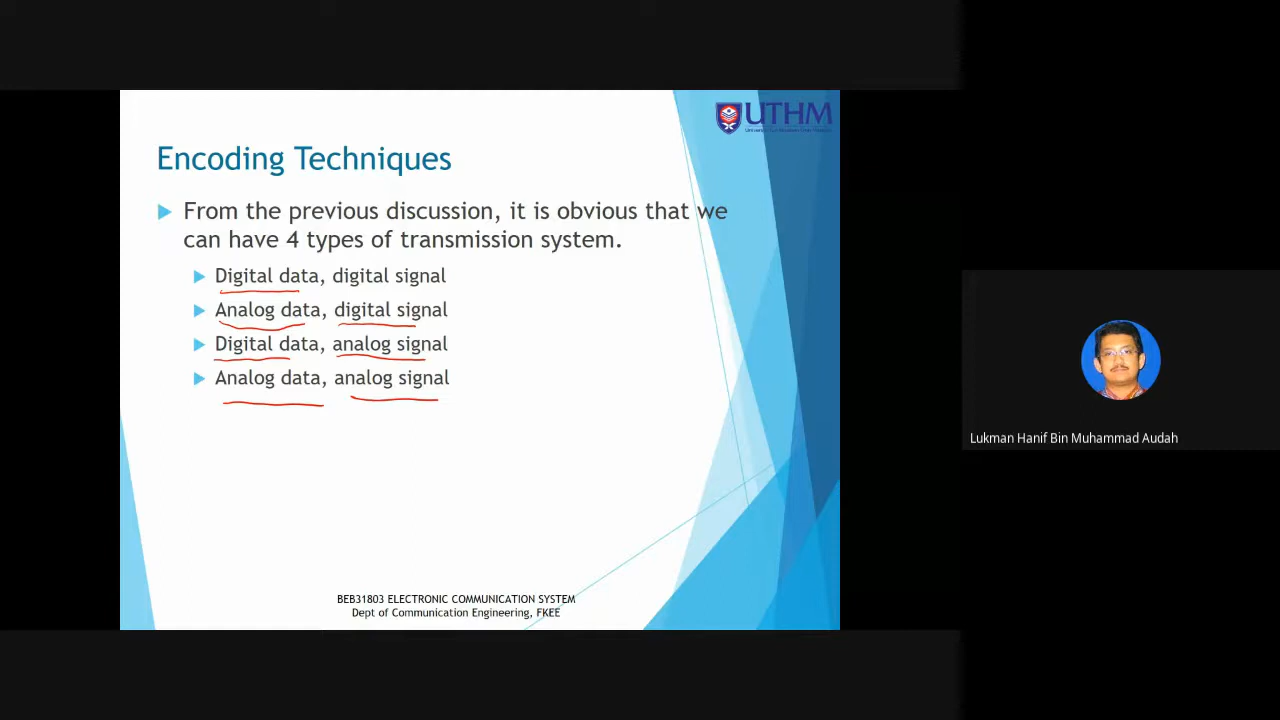 UTHM
Encoding Techniques
From the previous discussion, it is obvious that we
can have 4 types of transmission system.
Digital data, digital signal
Analog data, digital signal
Digital data, analog signal
Analog data, analog signal
BEB31803 ELECTRONIC COMMUNICATION SYSTEM
Dept of Communication Engineering, FKEE
Lukman Hanif Bin Muhammad Audah